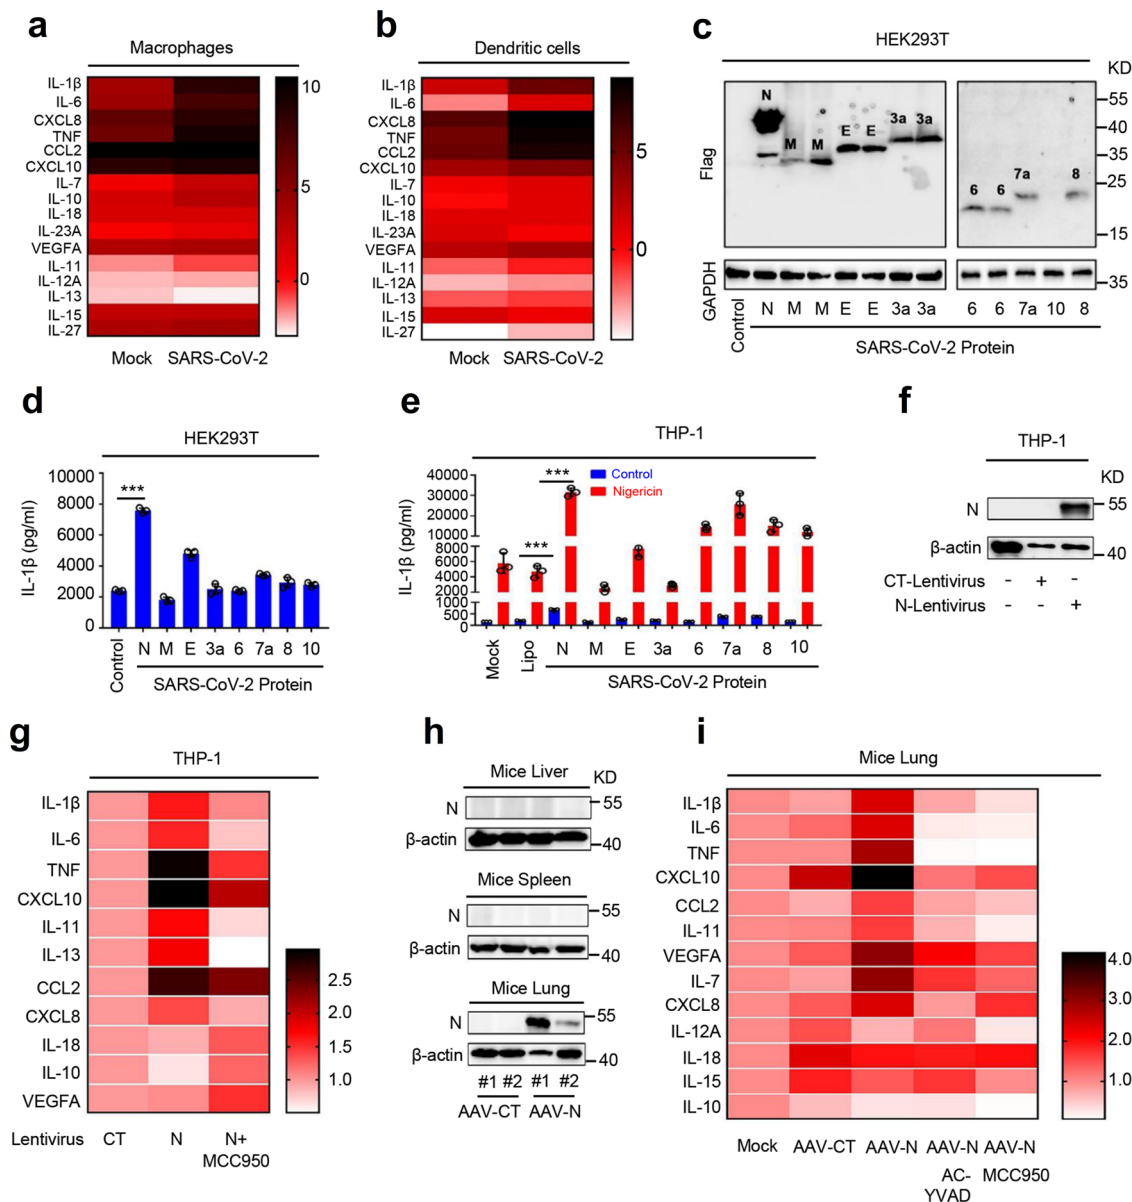 a
Macrophages
IL-1β
IL-6
CXCL8
TNF
CCL2
CXCL10
IL-7
IL-10
IL-18
IL-23A
VEGFA
IL-11
IL-12A
IL-13
IL-15
IL-27
10
5
0
Mock SARS-CoV-2
b
Dendritic cells
IL-1β
IL-6
CXCL8
TNF
CCL2
CXCL10
IL-7
IL-10
IL-18
IL-23A
VEGFA
IL-11
IL-12A
IL-13
IL-15
IL-27
5
0
Mock SARS-CoV-2
c
HEK293T
KD
Flag
N
M M E E 3a 3a
6 6 7a 8
55
40
35
25
15
GAPDH
35
Control N M M E E 3a 3a 6 6 7a 10 8
SARS-CoV-2 Protein
d
HEK293T
IL-1β (pg/ml)
10000
8000
6000
4000
2000
0
***
Control N M E 3a 6 7a 8 10
SARS-CoV-2 Protein
e
THP-1
IL-1β (pg/ml)
40000
30000
20000
10000
8000
6000
4000
2000
1000
500
0
***
***
Control
Nigericin
Mock Lipo N M E 3a 6 7a 8 10
SARS-CoV-2 Protein
f
THP-1
KD
N
55
β-actin
40
CT-Lentivirus - + -
N-Lentivirus - - +
g
THP-1
IL-1β
IL-6
TNF
CXCL10
IL-11
IL-13
CCL2
CXCL8
IL-18
IL-10
VEGFA
2.5
2.0
1.5
1.0
Lentivirus CT N N+
MCC950
h
Mice Liver KD
N 55
β-actin 40
Mice Spleen
N 55
β-actin 40
Mice Lung
N 55
β-actin 40
#1 #2 #1 #2
AAV-CT AAV-N
i
Mice Lung
IL-1β
IL-6
TNF
CXCL10
CCL2
IL-11
VEGFA
IL-7
CXCL8
IL-12A
IL-18
IL-15
IL-10
4.0
3.0
2.0
1.0
Mock AAV-CT AAV-N AAV-N AAV-N
AC- MCC950
YVAD